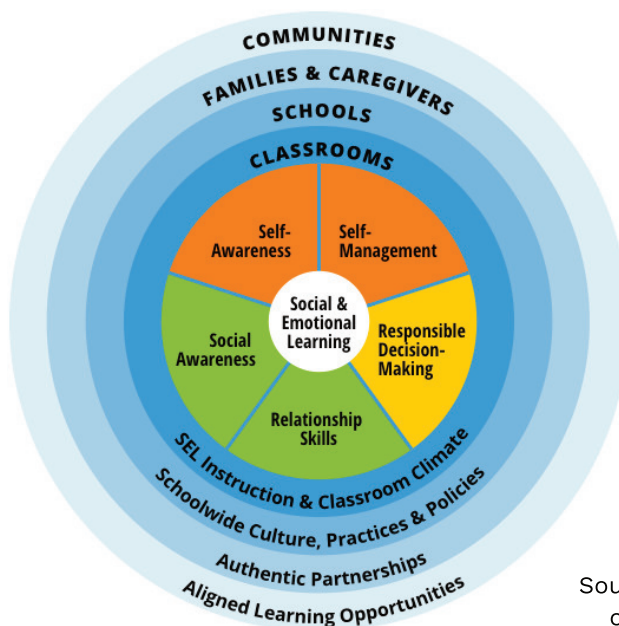 COMMUNITIES
FAMILIES & CAREGIVERS
SCHOOLS
CLASSROOMS
Self-
Awareness
Self-
Management
Social &
Emotional
Learning
Social
Awareness
Responsible
Decision-
Making
Relationship
Skills
SEL Instruction & Classroom Climate
Schoolwide Culture, Practices & Policies
Authentic Partnerships
Aligned Learning Opportunities